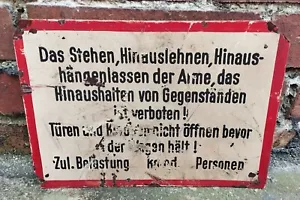 Das Stehen, Hinauslehnen, Hinaus-
hängenlassen der Arme, das
Hinaushalten von Gegenständen
ist verboten!
Türen und nicht öffnen bevor
der Wagen hält!
Zul. Belastung Personen